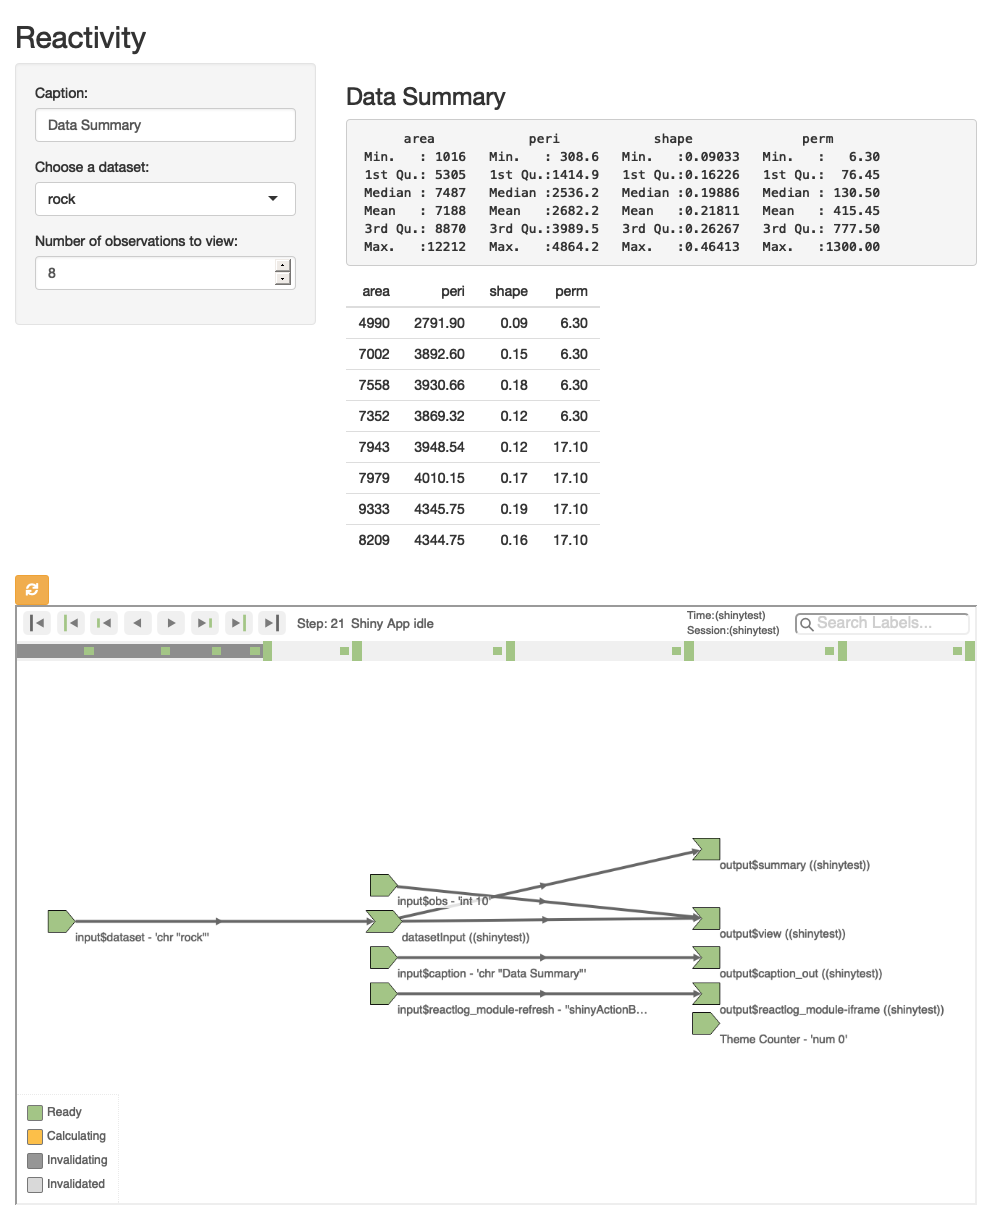 Reactivity
Caption:
Data Summary
Choose a dataset:
rock
Number of observations to view:
8
Data Summary
area peri shape perm
Min. : 1016 Min. : 308.6 Min. :0.09033 Min. : 6.30
1st Qu.: 5305 1st Qu.:1414.9 1st Qu.:0.16226 1st Qu.: 76.45
Median : 7487 Median :2536.2 Median :0.19886 Median : 130.50
Mean : 7188 Mean :2682.2 Mean :0.21811 Mean : 415.45
3rd Qu.: 8870 3rd Qu.:3989.5 3rd Qu.:0.26267 3rd Qu.: 777.50
Max. :12212 Max. :4864.2 Max. :0.46413 Max. :1300.00
area peri shape perm
4990 2791.90 0.09 6.30
7002 3892.60 0.15 6.30
7558 3930.66 0.18 6.30
7352 3869.32 0.12 6.30
7943 3948.54 0.12 17.10
7979 4010.15 0.17 17.10
9333 4345.75 0.19 17.10
8209 4344.75 0.16 17.10
Step: 21 Shiny App idle
Time:(shinytest)
Session:(shinytest)
Search Labels...
output$summary ((shinytest))
input$obs - 'int 10'
input$dataset - 'chr "rock"'
datasetInput ((shinytest))
output$view ((shinytest))
input$caption - 'chr "Data Summary"'
output$caption_out ((shinytest))
input$reactlog_module-refresh - "shinyActionB...
output$reactlog_module-iframe ((shinytest))
Theme Counter - 'num 0'
Ready
Calculating
Invalidating
Invalidated